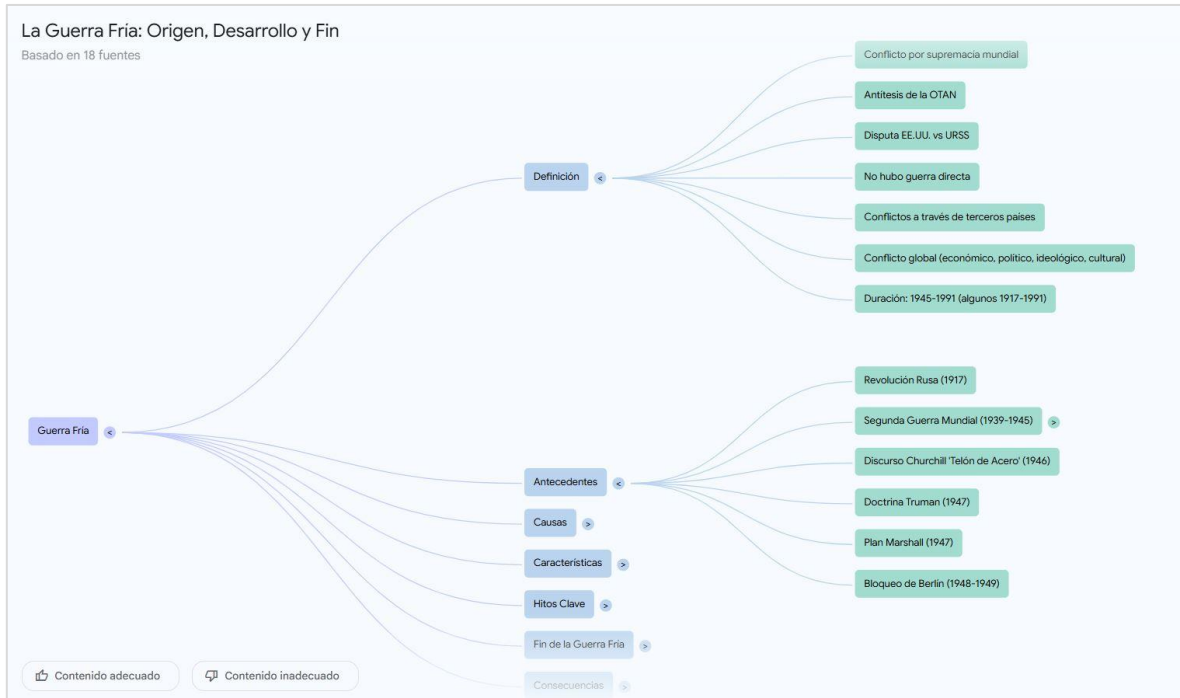 La Guerra Fría: Origen, Desarrollo y Fin
Basado en 18 fuentes
Guerra Fría
<
Definición
<
Conflicto por supremacía mundial
Antítesis de la OTAN
Disputa EE.UU. vs URSS
No hubo guerra directa
Conflictos a través de terceros países
Conflicto global (económico, político, ideológico, cultural)
Duración: 1945-1991 (algunos 1917-1991)
Antecedentes
<
Revolución Rusa (1917)
Segunda Guerra Mundial (1939-1945)
>
Discurso Churchill 'Telón de Acero' (1946)
Doctrina Truman (1947)
Plan Marshall (1947)
Bloqueo de Berlín (1948-1949)
Causas
>
Características
>
Hitos Clave
>
Fin de la Guerra Fría
>
Consecuencias
>
Contenido adecuado
Contenido inadecuado